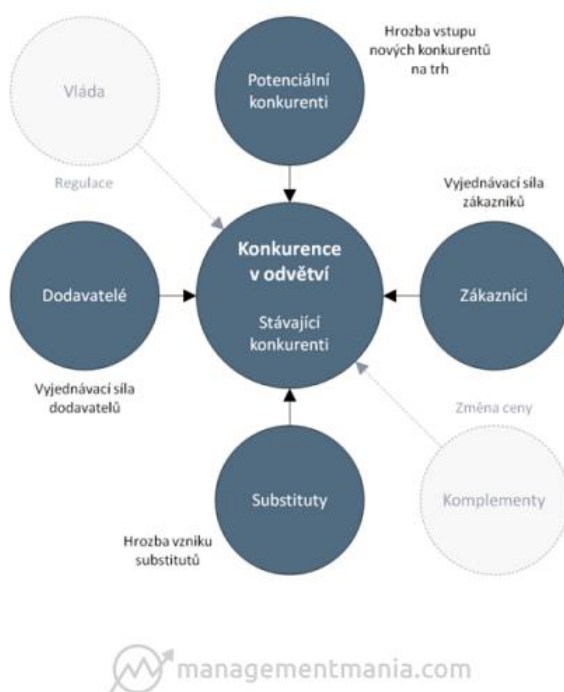 Hrozba vstupu
nových konkurentů
na trh
Vláda
Potenciální
konkurenti
Regulace
Vyjednávací síla
zákazníků
Konkurence
v odvětví
Stávající
konkurenti
Dodavatelé
Zákazníci
Vyjednávací síla
dodavatelů
Změna ceny
Substituty
Komplementy
Hrozba vzniku
substitutů
managementmania.com